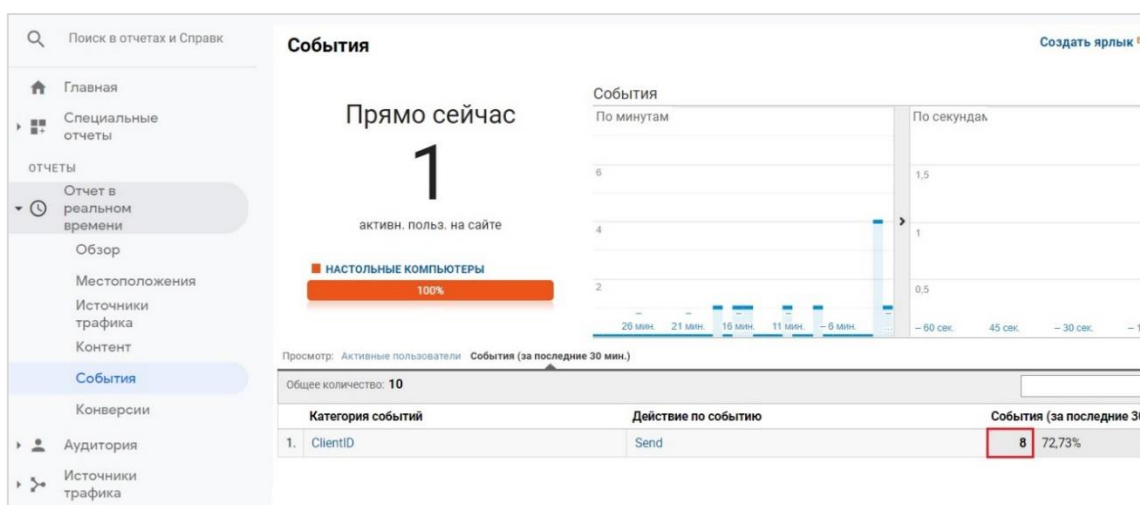 Поиск в отчетах и Справк
Главная
Специальные
отчеты
ОТЧЕТЫ
Отчет в
реальном
времени
Обзор
Местоположения
Источники
трафика
Контент
События
Конверсии
Аудитория
Источники
трафика
События
Создать ярлык
Прямо сейчас
1
активн. польз. на сайте
НАСТОЛЬНЫЕ КОМПЬЮТЕРЫ
100%
События
По минутам
6
4
2
26 мин. 21 мин. 16 мин. 11 мин. – 6 мин.
По секундам
1,5
1
0,5
– 60 сек. 45 сек. – 30 сек. – 1
Просмотр: Активные пользователи События (за последние 30 мин.)
Общее количество: 10
Категория событий Действие по событию События (за последние 30
1. ClientID Send 8 72,73%